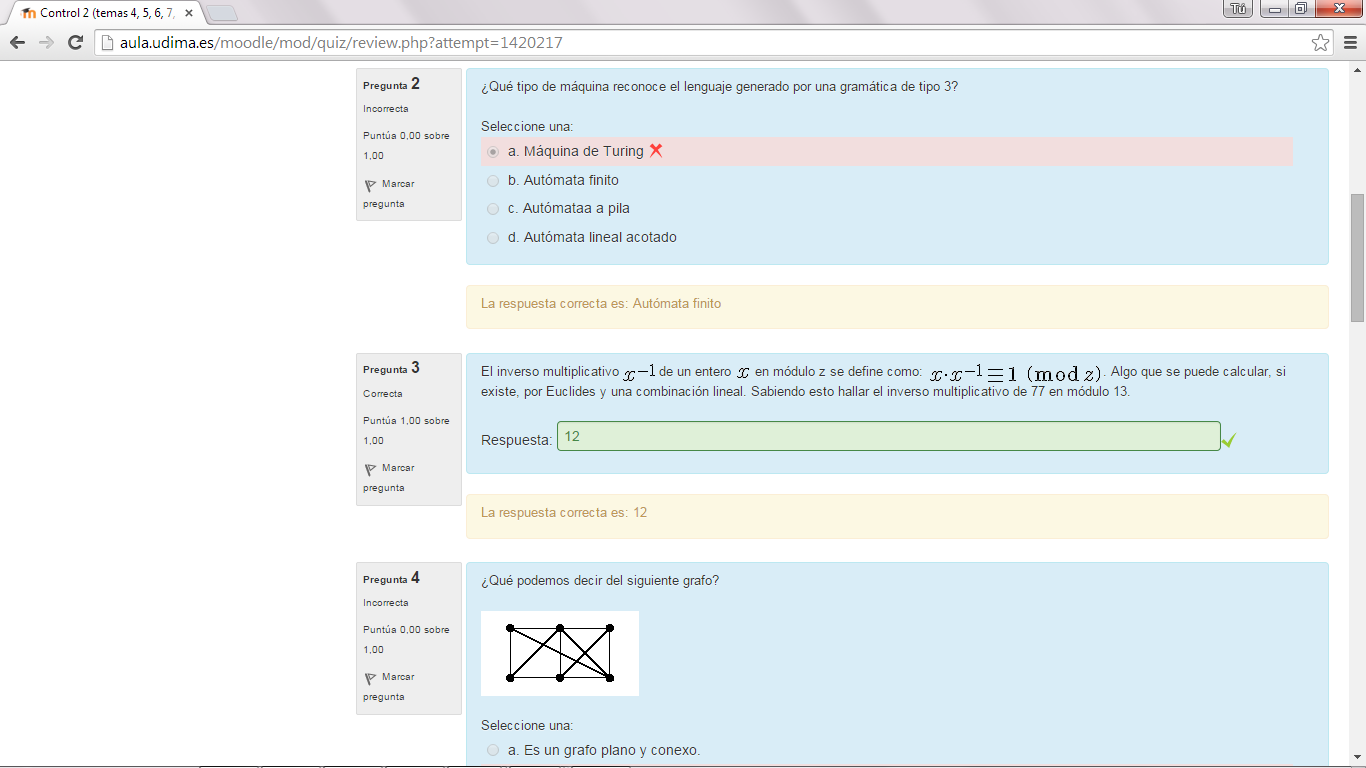 Control 2 (temas 4, 5, 6, 7,
Tú
aula.udima.es/moodle/mod/quiz/review.php?attempt=1420217
Pregunta 2
Incorrecta
Puntúa 0,00 sobre
1,00
Marcar
pregunta
¿Qué tipo de máquina reconoce el lenguaje generado por una gramática de tipo 3?
Seleccione una:
a. Máquina de Turing
b. Autómata finito
c. Autómataa a pila
d. Autómata lineal acotado
La respuesta correcta es: Autómata finito
Pregunta 3
Correcta
Puntúa 1,00 sobre
1,00
Marcar
pregunta
El inverso multiplicativo x⁻¹ de un entero x en módulo z se define como: x·x⁻¹≡1 (mod z). Algo que se puede calcular, si
existe, por Euclides y una combinación lineal. Sabiendo esto hallar el inverso multiplicativo de 77 en módulo 13.
Respuesta: 12
La respuesta correcta es: 12
Pregunta 4
Incorrecta
Puntúa 0,00 sobre
1,00
Marcar
pregunta
¿Qué podemos decir del siguiente grafo?
Seleccione una:
a. Es un grafo plano y conexo.